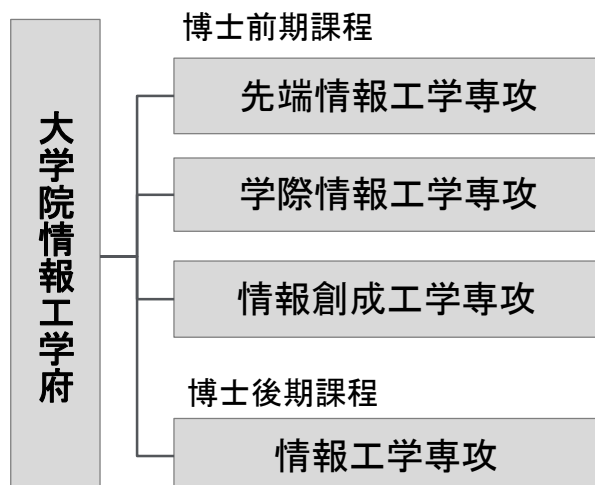 大学院情報工学府
博士前期課程
先端情報工学専攻
学際情報工学専攻
情報創成工学専攻
博士後期課程
情報工学専攻